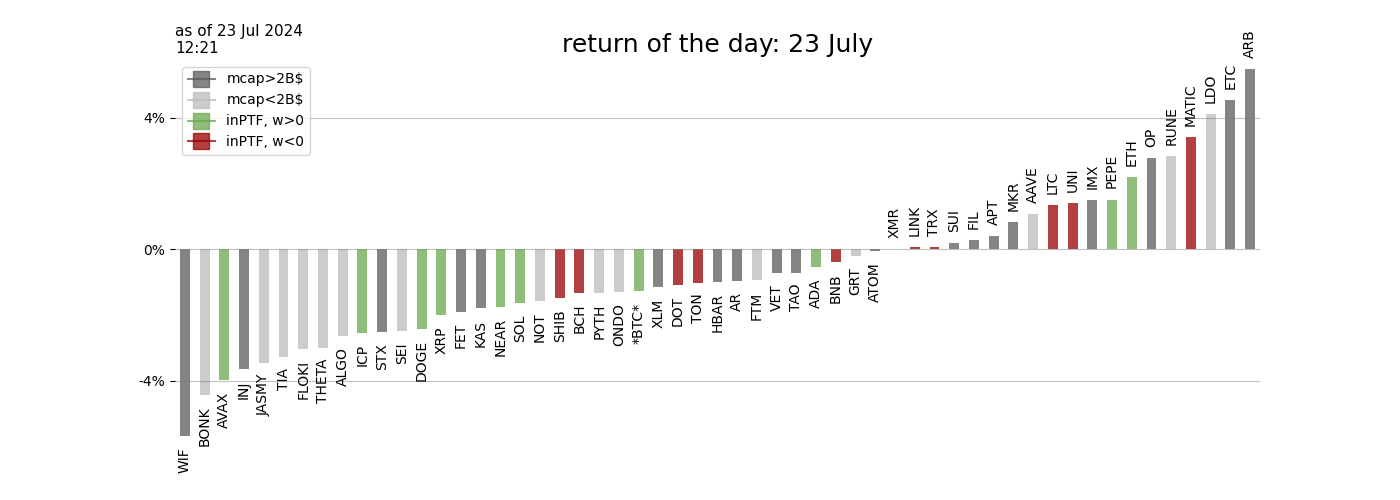 as of 23 Jul 2024
12:21
return of the day: 23 July
mcap>2B$
mcap<2B$
inPTF, w>0
inPTF, w<0
4%
0%
-4%
WIF
BONK
AVAX
INJ
JASMY
TIA
FLOKI
THETA
ALGO
ICP
STX
SEI
DOGE
XRP
FET
KAS
NEAR
SOL
NOT
SHIB
BCH
PYTH
ONDO
*BTC*
XLM
DOT
TON
HBAR
AR
FTM
VET
TAO
ADA
BNB
GRT
ATOM
XMR
LINK
TRX
SUI
FIL
APT
MKR
AAVE
LTC
UNI
IMX
PEPE
ETH
OP
RUNE
MATIC
LDO
ETC
ARB